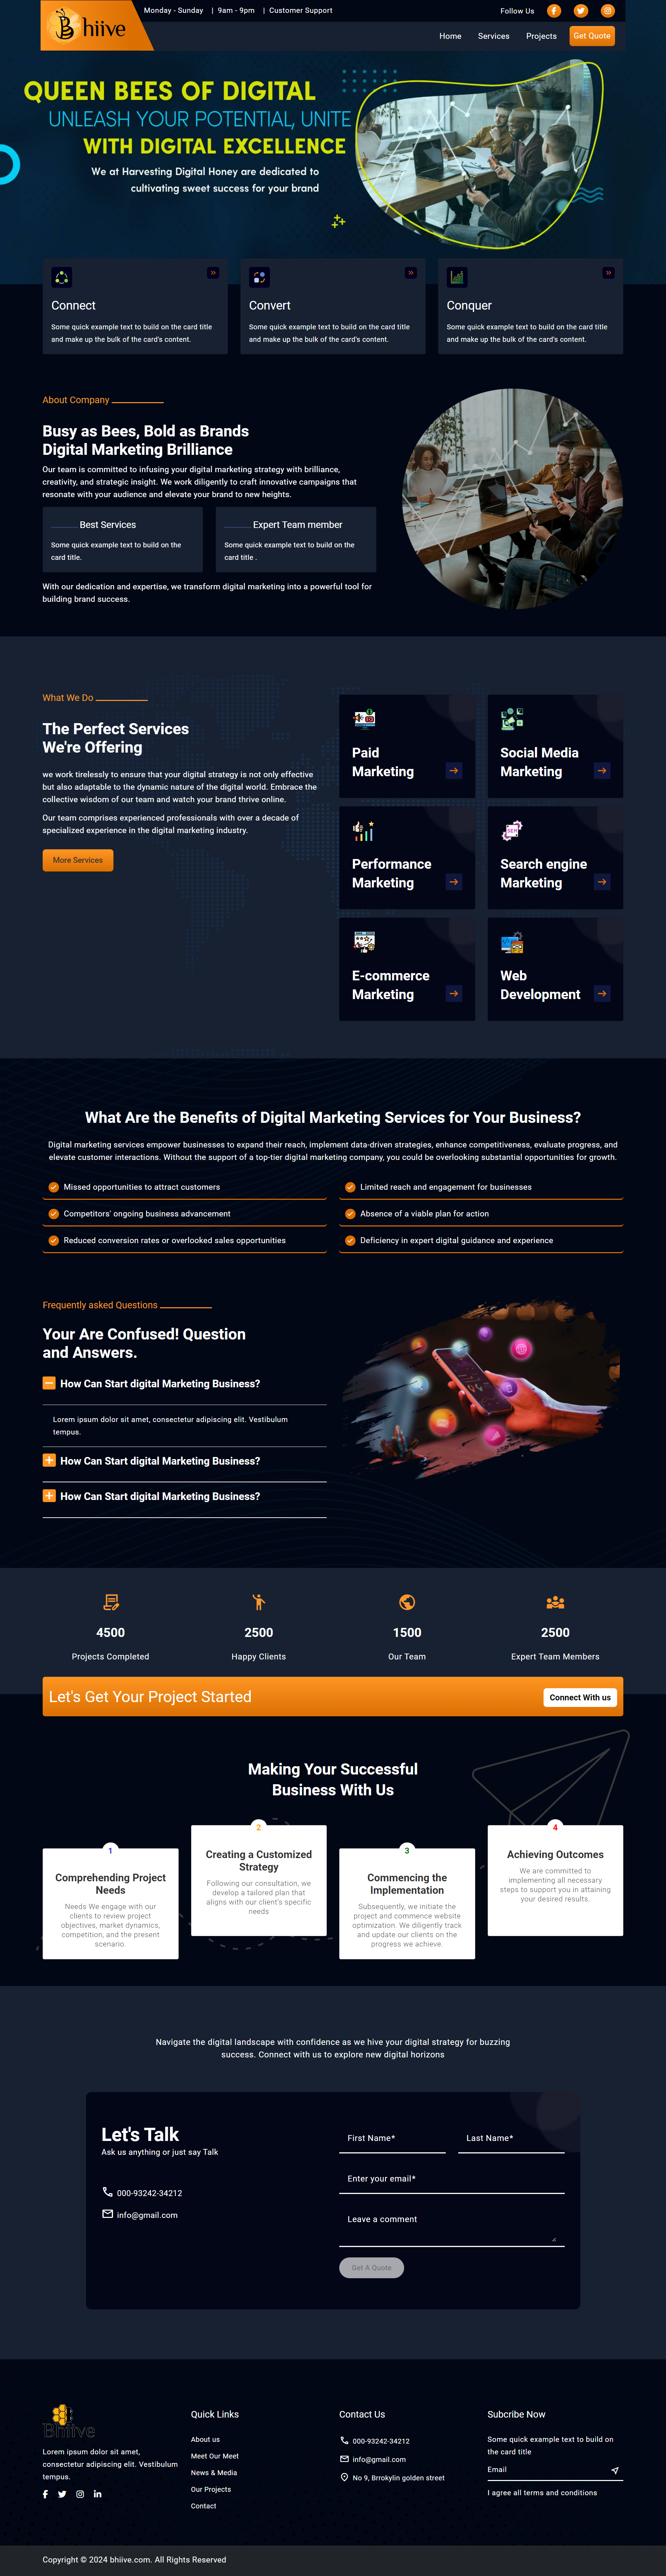 Bhiive
Monday - Sunday | 9am - 9pm | Customer Support
Follow Us
Home Services Projects Get Quote
QUEEN BEES OF DIGITAL
UNLEASH YOUR POTENTIAL, UNITE
WITH DIGITAL EXCELLENCE
We at Harvesting Digital Honey are dedicated to
cultivating sweet success for your brand
Connect
Some quick example text to build on the card title
and make up the bulk of the card's content.
Convert
Some quick example text to build on the card title
and make up the bulk of the card's content.
Conquer
Some quick example text to build on the card title
and make up the bulk of the card's content.
About Company
Busy as Bees, Bold as Brands
Digital Marketing Brilliance
Our team is committed to infusing your digital marketing strategy with brilliance,
creativity, and strategic insight. We work diligently to craft innovative campaigns that
resonate with your audience and elevate your brand to new heights.
Best Services
Some quick example text to build on the
card title.
Expert Team member
Some quick example text to build on the
card title .
With our dedication and expertise, we transform digital marketing into a powerful tool for
building brand success.
What We Do
The Perfect Services
We're Offering
we work tirelessly to ensure that your digital strategy is not only effective
but also adaptable to the dynamic nature of the digital world. Embrace the
collective wisdom of our team and watch your brand thrive online.
Our team comprises experienced professionals with over a decade of
specialized experience in the digital marketing industry.
More Services
Paid
Marketing
Social Media
Marketing
Performance
Marketing
SEM
Search engine
Marketing
E-commerce
Marketing
Web
Development
What Are the Benefits of Digital Marketing Services for Your Business?
Digital marketing services empower businesses to expand their reach, implement data-driven strategies, enhance competitiveness, evaluate progress, and
elevate customer interactions. Without the support of a top-tier digital marketing company, you could be overlooking substantial opportunities for growth.
Missed opportunities to attract customers
Limited reach and engagement for businesses
Competitors' ongoing business advancement
Absence of a viable plan for action
Reduced conversion rates or overlooked sales opportunities
Deficiency in expert digital guidance and experience
Frequently asked Questions
Your Are Confused! Question
and Answers.
How Can Start digital Marketing Business?
Lorem ipsum dolor sit amet, consectetur adipiscing elit. Vestibulum
tempus.
How Can Start digital Marketing Business?
How Can Start digital Marketing Business?
4500
Projects Completed
2500
Happy Clients
1500
Our Team
2500
Expert Team Members
Let's Get Your Project Started
Connect With us
Making Your Successful
Business With Us
1
Comprehending Project
Needs
Needs We engage with our
clients to review project
objectives, market dynamics,
competition, and the present
scenario.
2
Creating a Customized
Strategy
Following our consultation, we
develop a tailored plan that
aligns with our client's specific
needs
3
Commencing the
Implementation
Subsequently, we initiate the
project and commence website
optimization. We diligently track
and update our clients on the
progress we achieve.
4
Achieving Outcomes
We are committed to
implementing all necessary
steps to support you in attaining
your desired results.
Navigate the digital landscape with confidence as we hive your digital strategy for buzzing
success. Connect with us to explore new digital horizons
Let's Talk
Ask us anything or just say Talk
000-93242-34212
info@gmail.com
First Name*
Last Name*
Enter your email*
Leave a comment
Get A Quote
Bhiive
Lorem ipsum dolor sit amet,
consectetur adipiscing elit. Vestibulum
tempus.
Quick Links
About us
Meet Our Meet
News & Media
Our Projects
Contact
Contact Us
000-93242-34212
info@gmail.com
No 9, Brrokylin golden street
Subcribe Now
Some quick example text to build on
the card title
Email
I agree all terms and conditions
Copyright © 2024 bhiive.com. All Rights Reserved